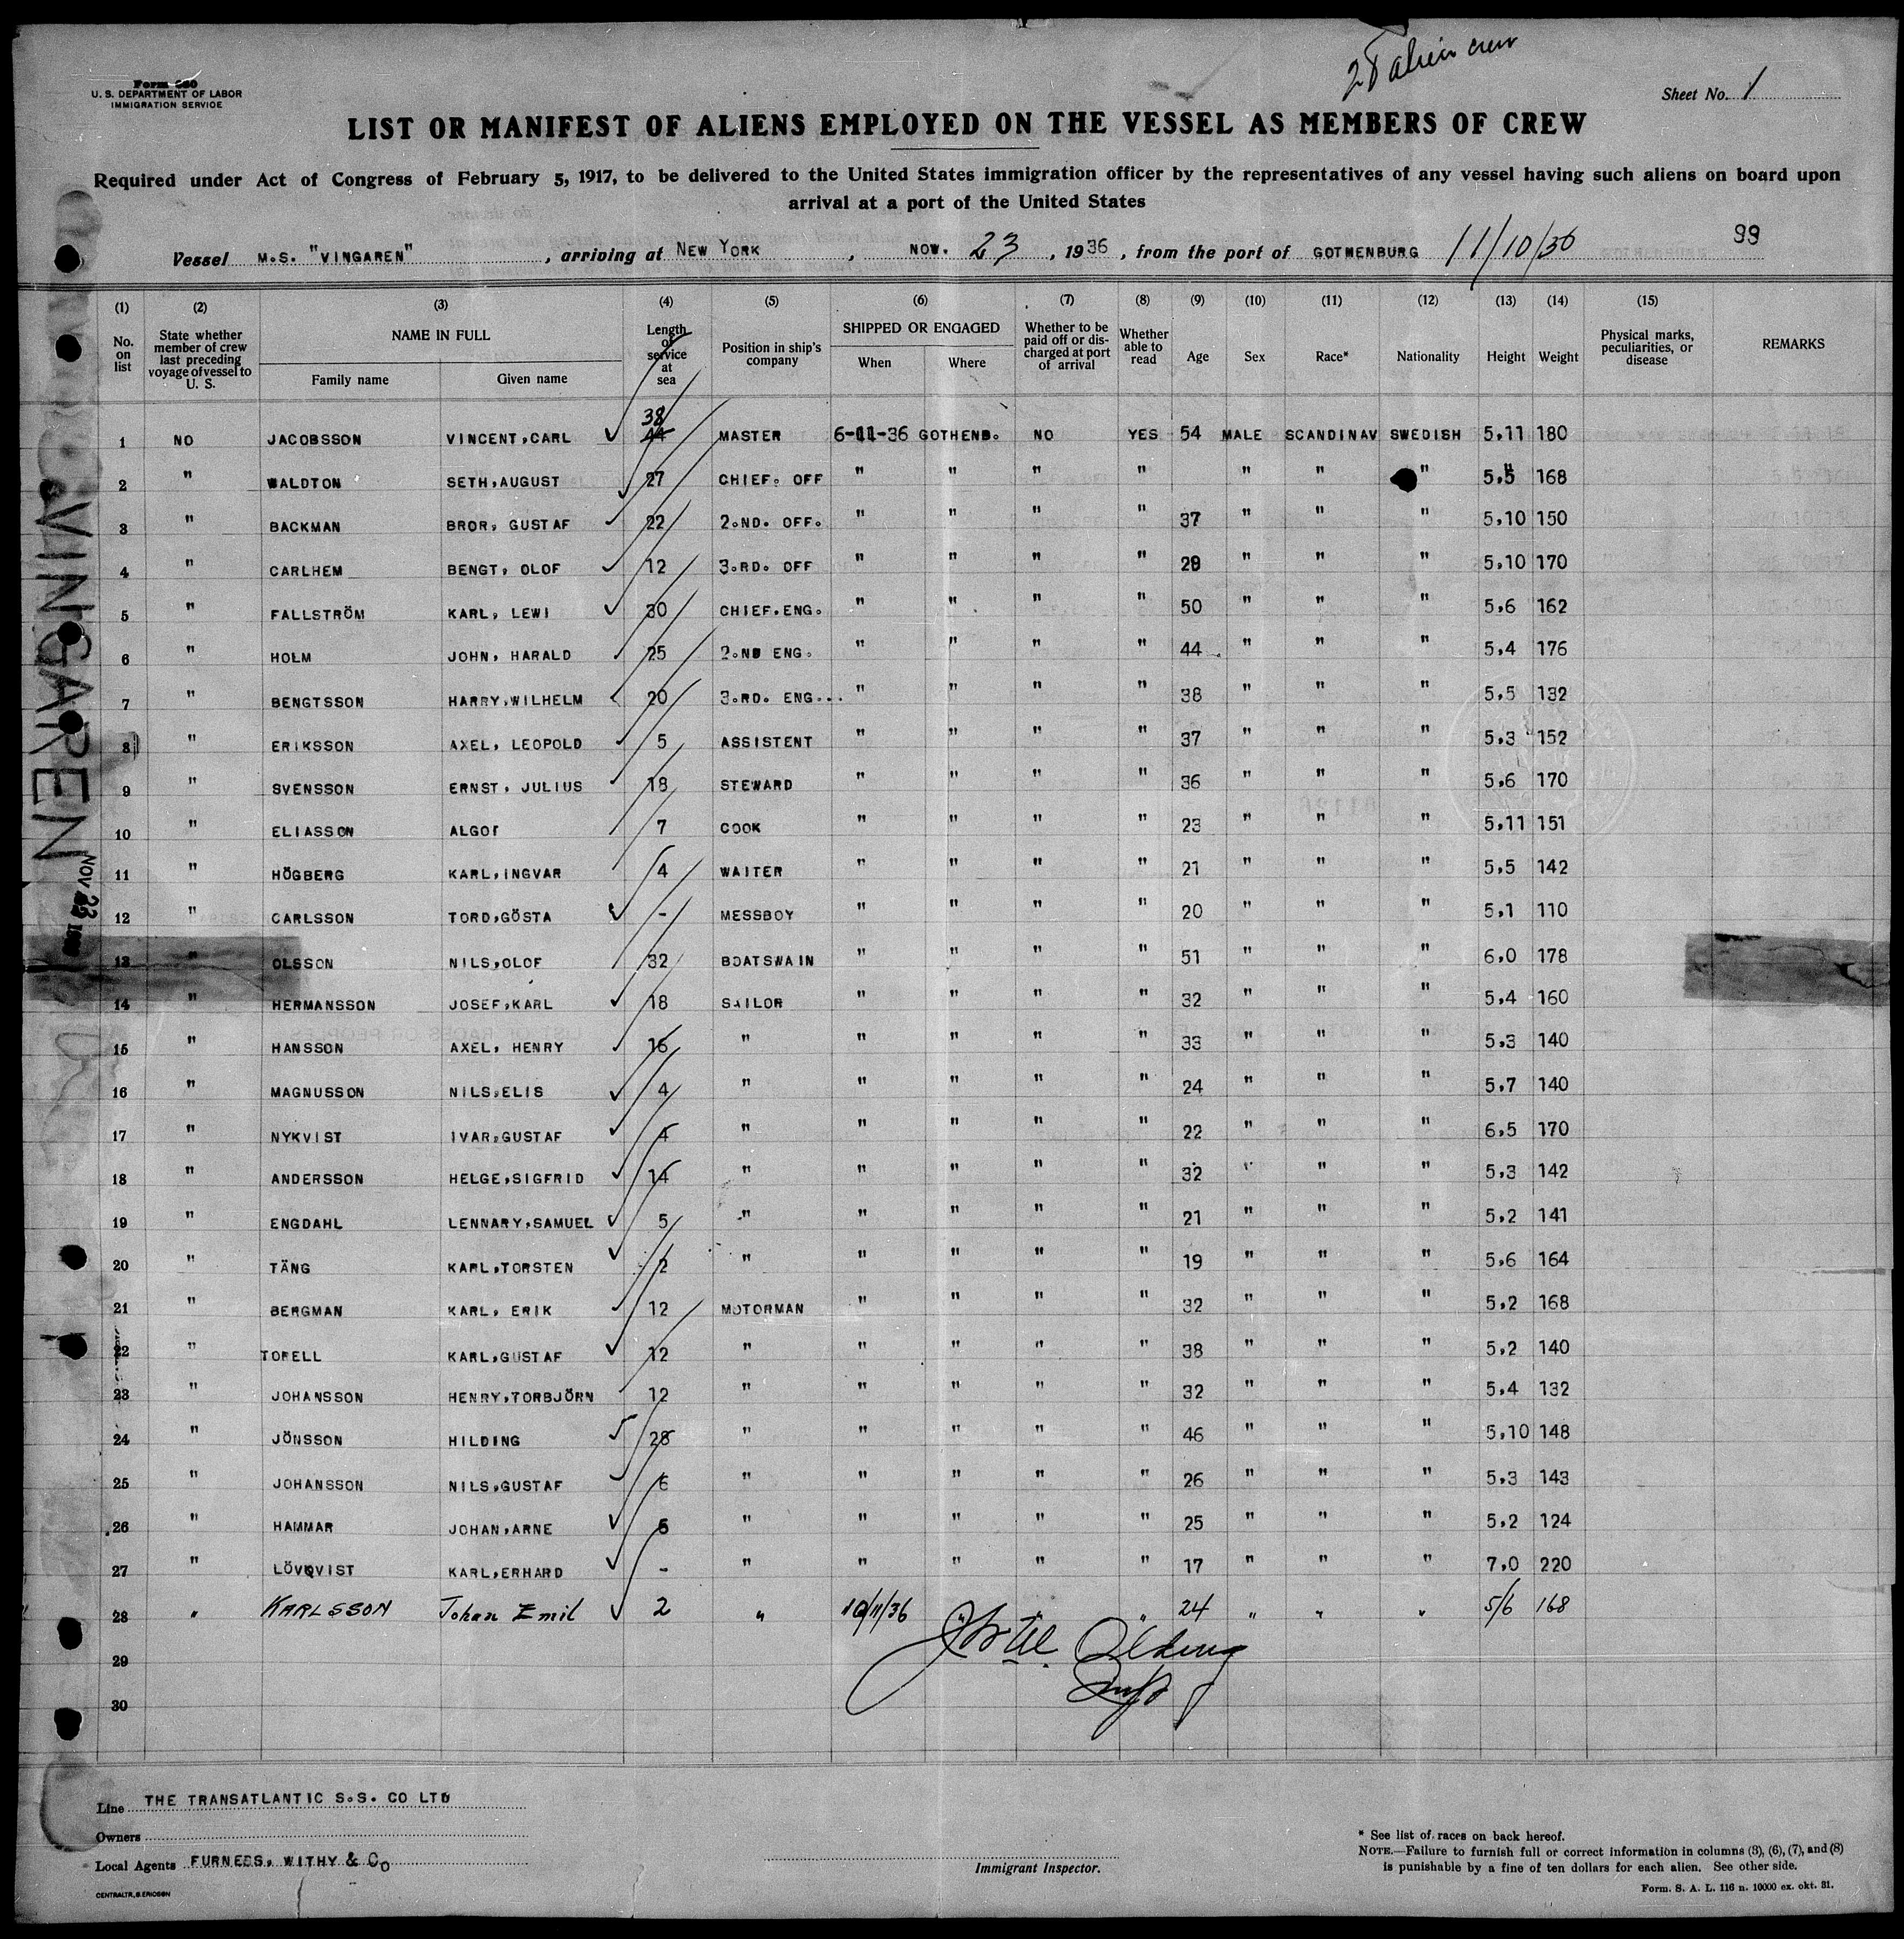 28 alien crew
Form 680
U. S. DEPARTMENT OF LABOR
IMMIGRATION SERVICE
Sheet No. 1
LIST OR MANIFEST OF ALIENS EMPLOYED ON THE VESSEL AS MEMBERS OF CREW
Required under Act of Congress of February 5, 1917, to be delivered to the United States immigration officer by the representatives of any vessel having such aliens on board upon
arrival at a port of the United States
99
Vessel M.S. "VINGAREN", arriving at NEW YORK, NOW. 23, 1936, from the port of GOTHENBURG 11/10/36
(1) (2) (3) (4) (5) (6) (7) (8) (9) (10) (11) (12) (13) (14) (15)
No. on list State whether member of crew last preceding voyage of vessel to U. S. NAME IN FULL Family name Given name Length of service at sea Position in ship's company SHIPPED OR ENGAGED When Where Whether to be paid off or discharged at port of arrival Whether able to read Age Sex Race* Nationality Height Weight Physical marks, peculiarities, or disease REMARKS
38
1 NO JACOBSSON VINCENT,CARL 44 MASTER 6-11-36 GOTHENB. NO YES 54 MALE SCANDINAV SWEDISH 5,11 180
2 " WALDTON SETH,AUGUST 27 CHIEF. OFF " " " " " " " 5,5 168
3 " BACKMAN BROR, GUSTAF 22 2.ND. OFF. " " " " 37 " " " 5,10 150
4 " CARLHEM BENGT, OLOF 12 3.RD. OFF " " " " 29 " " " 5,10 170
5 " FALLSTRÖM KARL, LEWI 30 CHIEF.ENG. " " " " 50 " " " 5,6 162
6 " HOLM JOHN, HARALD 25 2.ND ENG. " " " " 44 " " " 5,4 176
7 " BENGTSSON HARRY,WILHELM 20 3.RD. ENG... " " " " 38 " " " 5,5 132
8 " ERIKSSON AXEL, LEOPOLD 5 ASSISTENT " " " " 37 " " " 5,3 152
9 " SVENSSON ERNST, JULIUS 18 STEWARD " " " " 36 " " " 5,6 170
10 " ELIASSON ALGOT 7 COOK " " " " 23 " " " 5,11 151
11 " HÖGBERG KARL,INGVAR 4 WAITER " " " " 21 " " " 5,5 142
12 " CARLSSON TORD,GÖSTA - MESSBOY " " " " 20 " " " 5,1 110
13 " OLSSON NILS,OLOF 32 BOATSWAIN " " " " 51 " " " 6,0 178
14 " HERMANSSON JOSEF,KARL 18 SAILOR " " " " 32 " " " 5,4 160
15 " HANSSON AXEL, HENRY 16 " " " " " 33 " " " 5,3 140
16 " MAGNUSSON NILS,ELIS 4 " " " " " 24 " " " 5,7 140
17 " NYKVIST IVAR,GUSTAF 4 " " " " " 22 " " " 6,5 170
18 " ANDERSSON HELGE,SIGFRID 14 " " " " " 32 " " " 5,3 142
19 " ENGDAHL LENNARY,SAMUEL 5 " " " " " 21 " " " 5,2 141
20 " TÄNG KARL,TORSTEN 2 " " " " " 19 " " " 5,6 164
21 " BERGMAN KARL, ERIK 12 MOTORMAN " " " " 32 " " " 5,2 168
22 " TORELL KARL,GUSTAF 12 " " " " " 38 " " " 5,2 140
23 " JOHANSSON HENRY,TORBJÖRN 12 " " " " " 32 " " " 5,4 132
24 " JÖNSSON HILDING 28 " " " " " 46 " " " 5,10 148
25 " JOHANSSON NILS,GUSTAF 6 " " " " " 26 " " " 5,3 143
26 " HAMMAR JOHAN,ARNE 6 " " " " " 25 " " " 5,2 124
27 " LÖVQVIST KARL,ERHARD - " " " " " 17 " " " 7,0 220
28 " KARLSSON Johan Emil 2 " 10/11/36 " " " 24 " " " 5/6 168
29
30
VINGAREN
NOV 23
Line THE TRANSATLANTIC S.S. CO LTD
Owners
Local Agents FURNESS, WITHY & CO
Immigrant Inspector.
CENTRALTR., G. ERICSON
* See list of races on back hereof.
NOTE.—Failure to furnish full or correct information in columns (3), (6), (7), and (8)
is punishable by a fine of ten dollars for each alien. See other side.
Form. S. A. L. 116 n. 10000 ex. okt. 31.